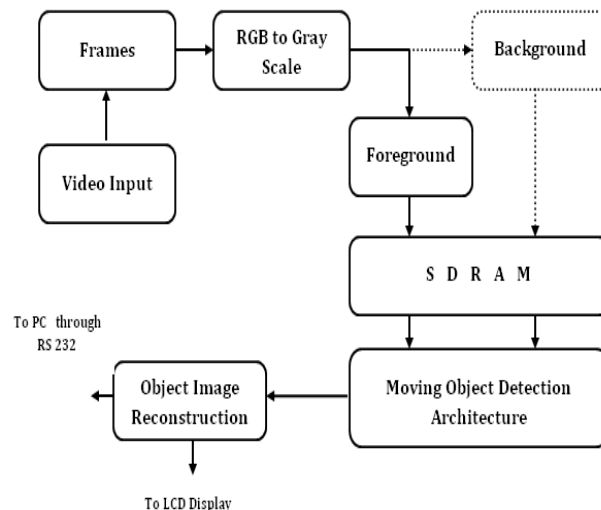 Frames
RGB to Gray
Scale
Background
Video Input
Foreground
S D R A M
To PC through
RS 232
Object Image
Reconstruction
Moving Object Detection
Architecture
To LCD Display